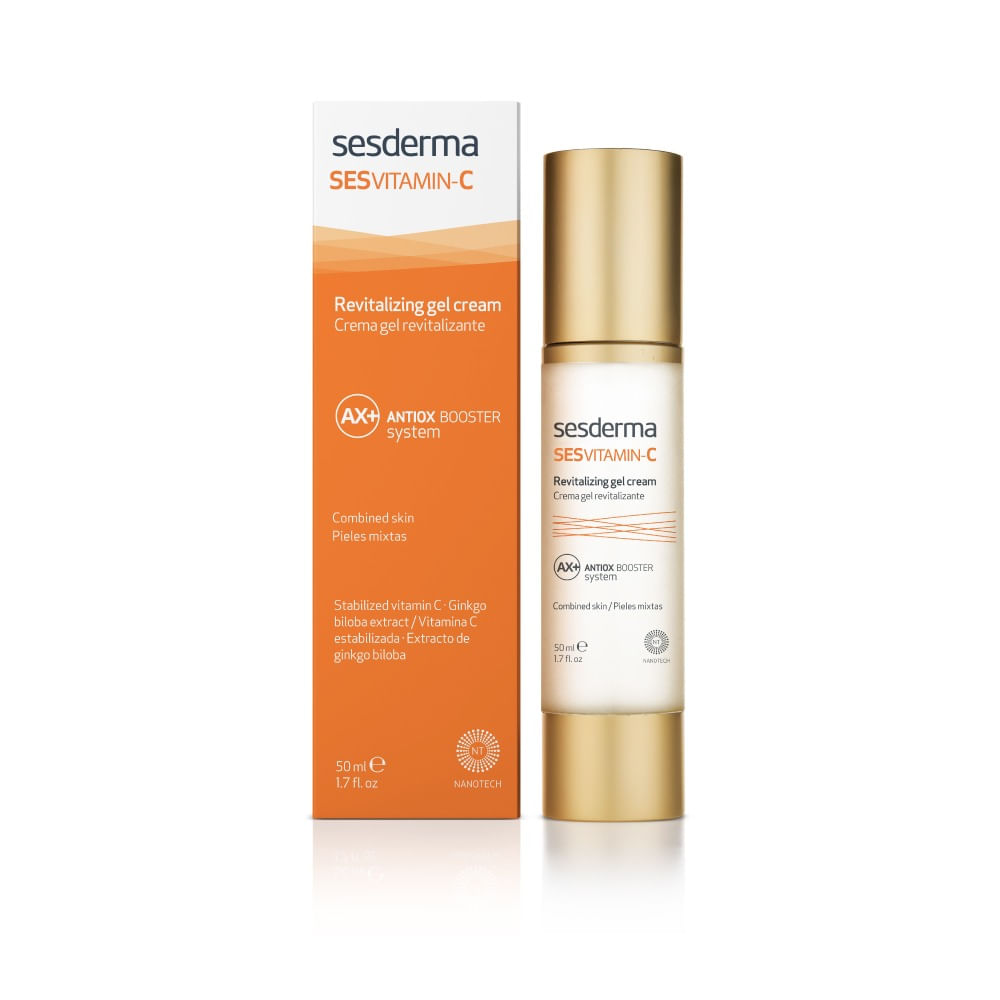 sesderma
SESVITAMIN-C
Revitalizing gel cream
Crema gel revitalizante
AX+ ANTIOX BOOSTER
system
Combined skin
Pieles mixtas
Stabilized vitamin C · Ginkgo
biloba extract / Vitamina C
estabilizada · Extracto de
ginkgo biloba
50 ml ℮
1.7 fl. oz
NT
NANOTECH
sesderma
SESVITAMIN-C
Revitalizing gel cream
Crema gel revitalizante
AX+ ANTIOX BOOSTER
system
Combined skin / Pieles mixtas
50 ml ℮
1.7 fl. oz
NT
NANOTECH